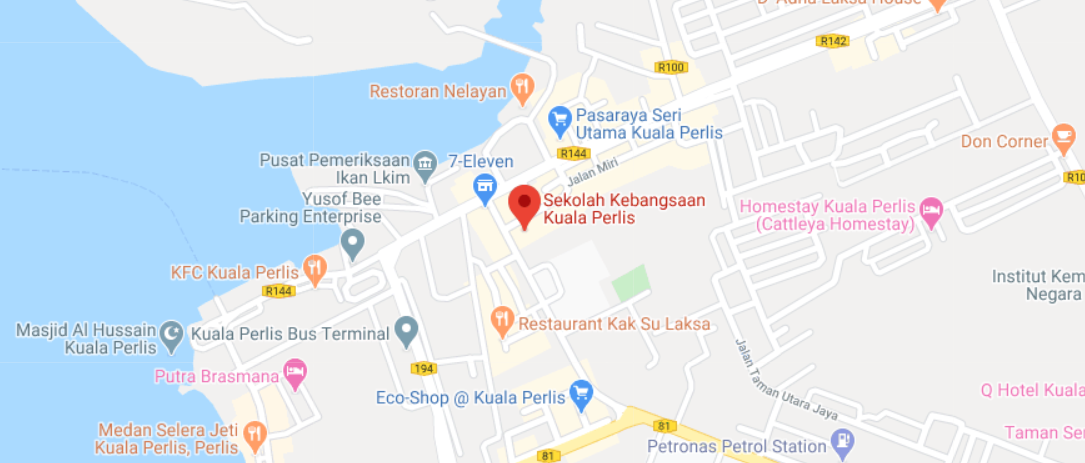 D'Adna Laksa House
R142
R100
Restoran Nelayan
Pasaraya Seri
Utama Kuala Perlis
Don Corner
R144
7-Eleven
Pusat Pemeriksaan
Ikan Lkim
Jalan Miri
R10
Yusof Bee
Parking Enterprise
Sekolah Kebangsaan
Kuala Perlis
Homestay Kuala Perlis
(Cattleya Homestay)
KFC Kuala Perlis
R144
Institut Kem
Negara
Masjid Al Hussain
Kuala Perlis
Kuala Perlis Bus Terminal
Restaurant Kak Su Laksa
194
Jalan Taman Utara Jaya
Putra Brasmana
Eco-Shop @ Kuala Perlis
Q Hotel Kuala
81
Medan Selera Jeti
Kuala Perlis, Perlis
Taman Ser
Petronas Petrol Station
81